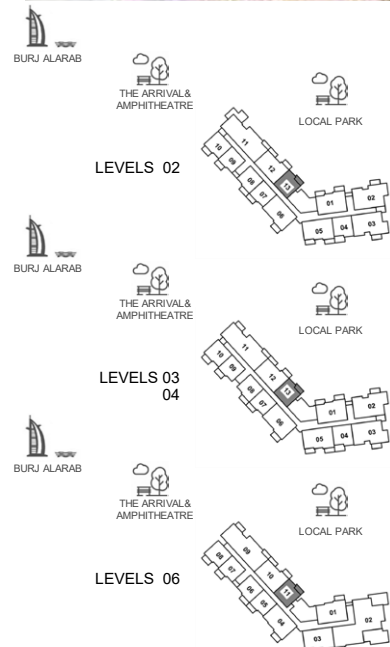 BURJ ALARAB
THE ARRIVAL&
AMPHITHEATRE
LOCAL PARK
LEVELS 02
11
10
09
12
13
08
07
06
01
02
05
04
03
BURJ ALARAB
THE ARRIVAL&
AMPHITHEATRE
LOCAL PARK
LEVELS 03
04
11
10
09
12
13
08
07
06
01
02
05
04
03
BURJ ALARAB
THE ARRIVAL&
AMPHITHEATRE
LOCAL PARK
LEVELS 06
09
08
07
10
11
06
05
04
01
02
03